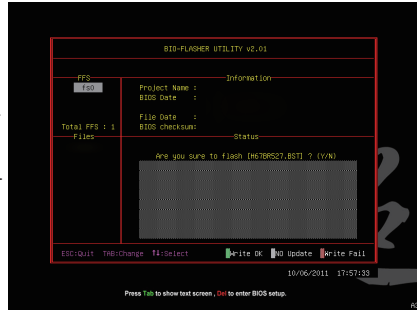 BIO-FLASHER UTILITY v2.01
FFS
fs0
Total FFS : 1
Files
Information
Project Name :
BIOS Date :
File Date :
BIOS checksum:
Status
Are you sure to flash [H67BR527.BST] ? (Y/N)
ESC:Quit TAB:Change ↑↓:Select Write OK NO Update Write Fail
10/06/2011 17:57:33
Press Tab to show text screen , Del to enter BIOS setup.